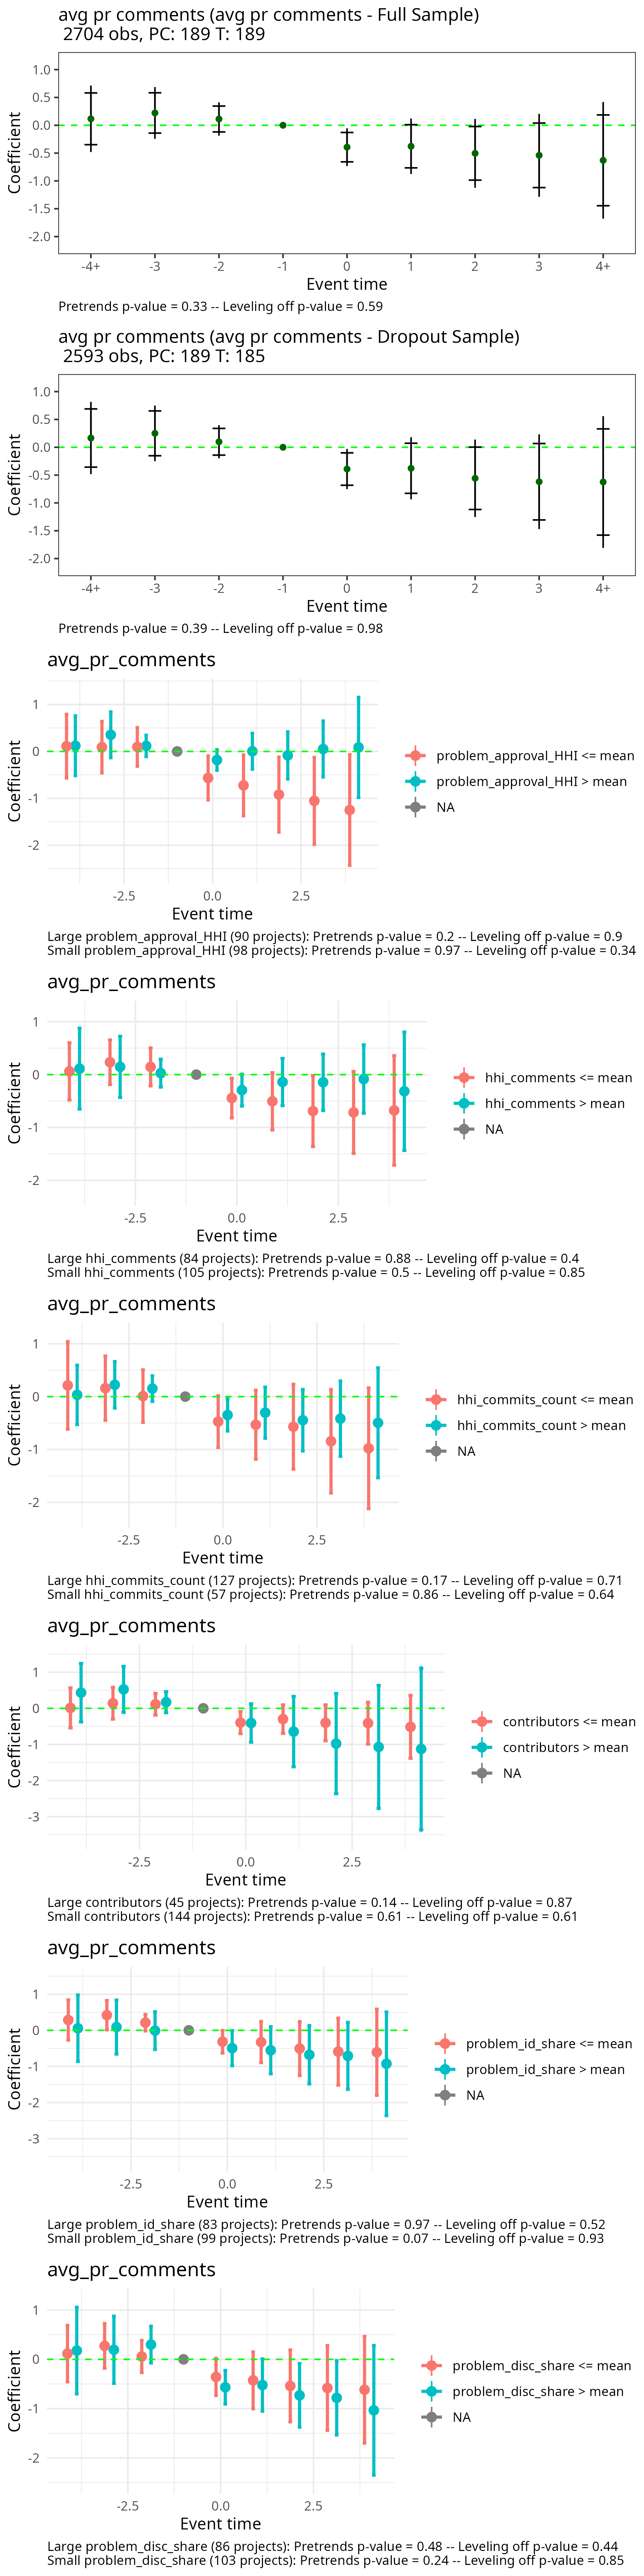 avg pr comments (avg pr comments - Full Sample)
2704 obs, PC: 189 T: 189
1.0
0.5
0.0
-0.5
-1.0
-1.5
-2.0
Coefficient
-4+ -3 -2 -1 0 1 2 3 4+
Event time
Pretrends p-value = 0.33 -- Leveling off p-value = 0.59
avg pr comments (avg pr comments - Dropout Sample)
2593 obs, PC: 189 T: 185
1.0
0.5
0.0
-0.5
-1.0
-1.5
-2.0
Coefficient
-4+ -3 -2 -1 0 1 2 3 4+
Event time
Pretrends p-value = 0.39 -- Leveling off p-value = 0.98
avg_pr_comments
1
0
-1
-2
Coefficient
-2.5 0.0 2.5
Event time
problem_approval_HHI <= mean
problem_approval_HHI > mean
NA
Large problem_approval_HHI (90 projects): Pretrends p-value = 0.2 -- Leveling off p-value = 0.9
Small problem_approval_HHI (98 projects): Pretrends p-value = 0.97 -- Leveling off p-value = 0.34
avg_pr_comments
1
0
-1
-2
Coefficient
-2.5 0.0 2.5
Event time
hhi_comments <= mean
hhi_comments > mean
NA
Large hhi_comments (84 projects): Pretrends p-value = 0.88 -- Leveling off p-value = 0.4
Small hhi_comments (105 projects): Pretrends p-value = 0.5 -- Leveling off p-value = 0.85
avg_pr_comments
1
0
-1
-2
Coefficient
-2.5 0.0 2.5
Event time
hhi_commits_count <= mean
hhi_commits_count > mean
NA
Large hhi_commits_count (127 projects): Pretrends p-value = 0.17 -- Leveling off p-value = 0.71
Small hhi_commits_count (57 projects): Pretrends p-value = 0.86 -- Leveling off p-value = 0.64
avg_pr_comments
1
0
-1
-2
-3
Coefficient
-2.5 0.0 2.5
Event time
contributors <= mean
contributors > mean
NA
Large contributors (45 projects): Pretrends p-value = 0.14 -- Leveling off p-value = 0.87
Small contributors (144 projects): Pretrends p-value = 0.61 -- Leveling off p-value = 0.61
avg_pr_comments
1
0
-1
-2
-3
Coefficient
-2.5 0.0 2.5
Event time
problem_id_share <= mean
problem_id_share > mean
NA
Large problem_id_share (83 projects): Pretrends p-value = 0.97 -- Leveling off p-value = 0.52
Small problem_id_share (99 projects): Pretrends p-value = 0.07 -- Leveling off p-value = 0.93
avg_pr_comments
1
0
-1
-2
Coefficient
-2.5 0.0 2.5
Event time
problem_disc_share <= mean
problem_disc_share > mean
NA
Large problem_disc_share (86 projects): Pretrends p-value = 0.48 -- Leveling off p-value = 0.44
Small problem_disc_share (103 projects): Pretrends p-value = 0.24 -- Leveling off p-value = 0.85